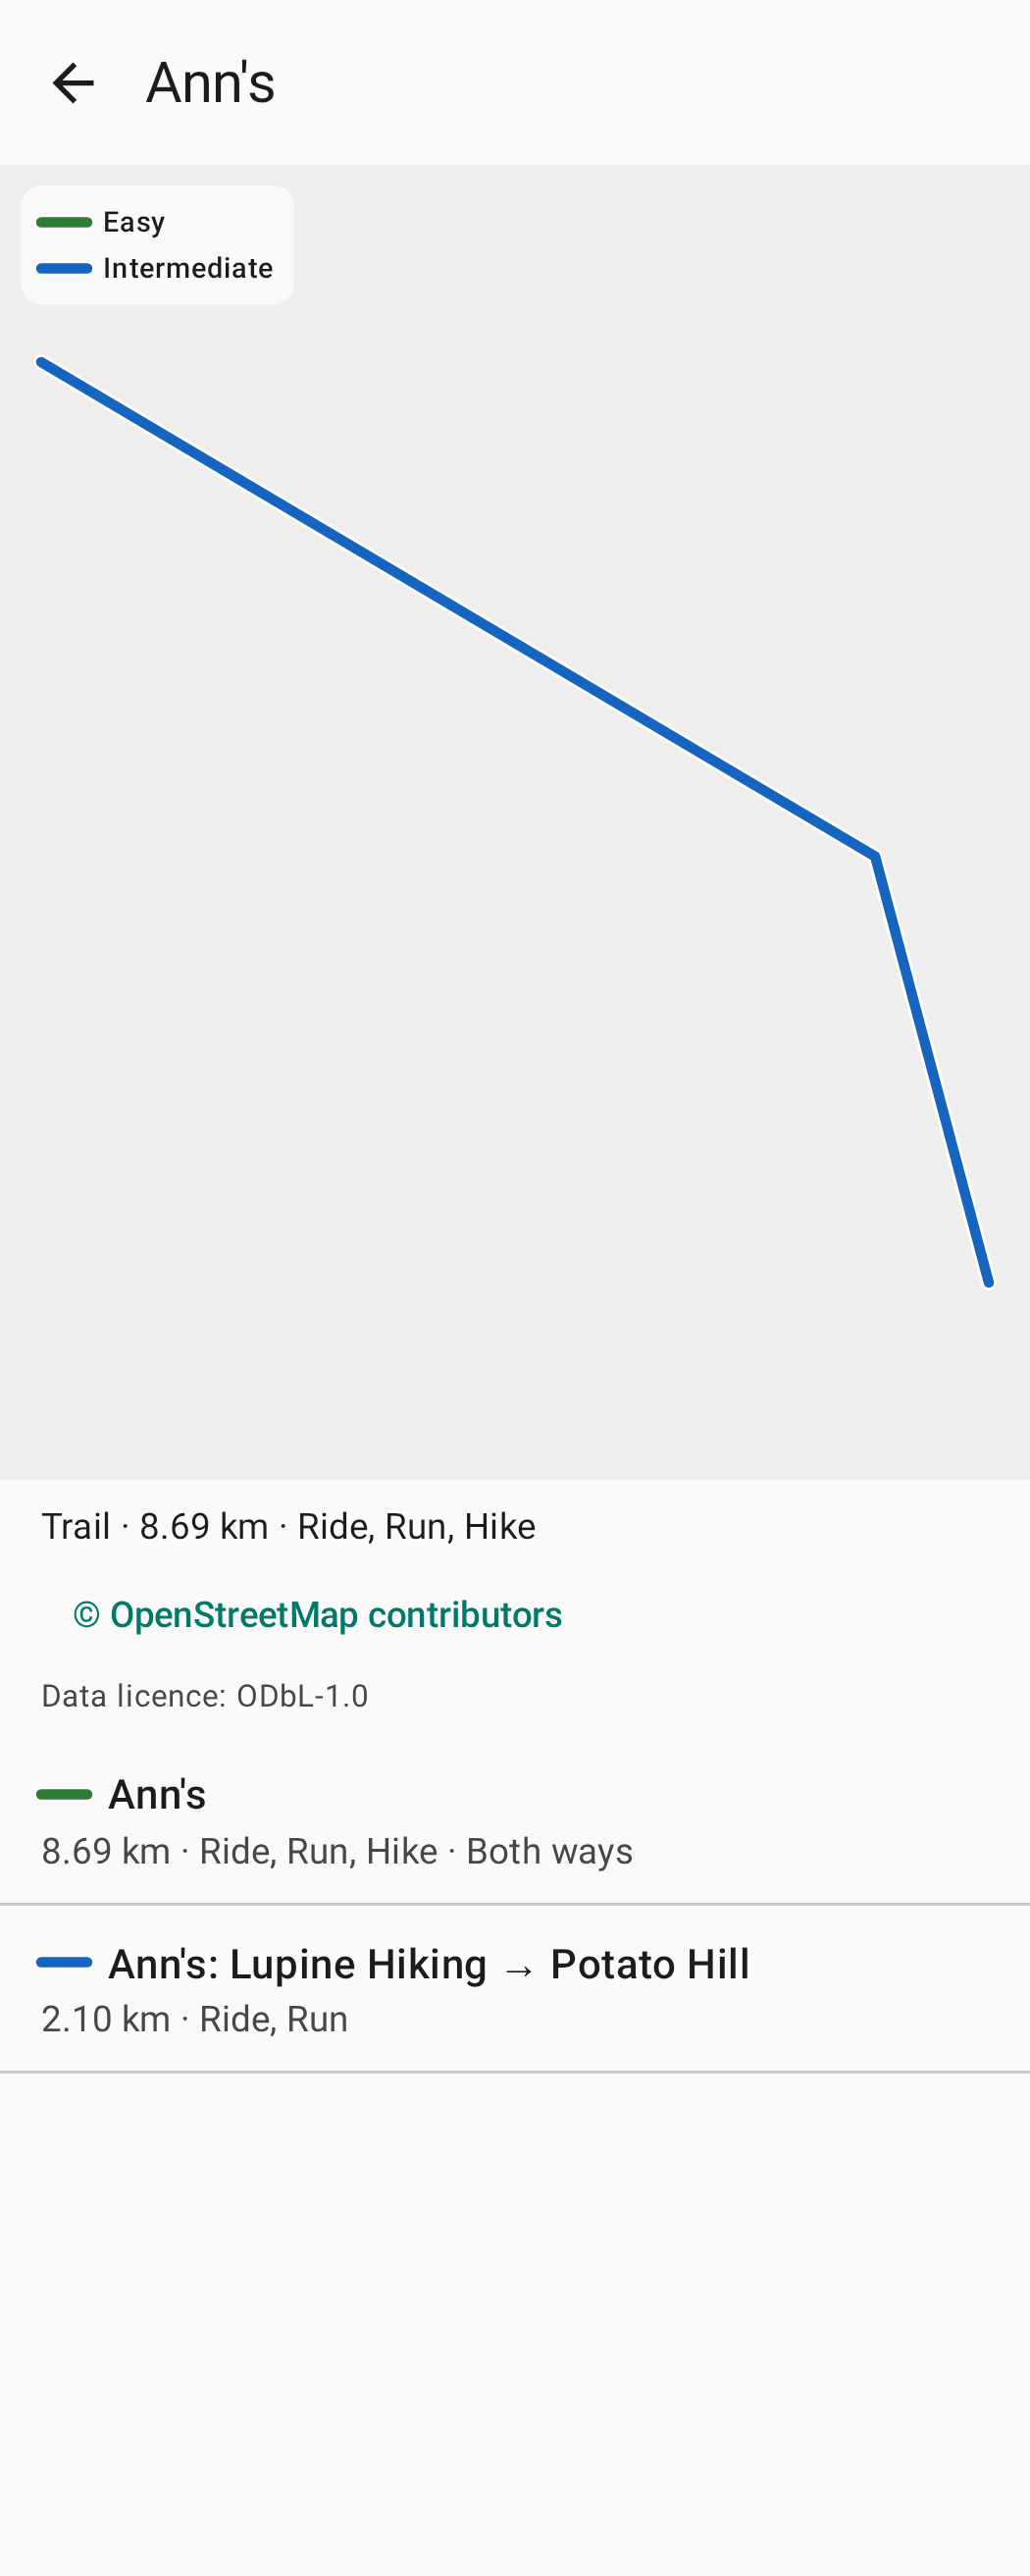 Ann's
Easy
Intermediate
Trail · 8.69 km · Ride, Run, Hike
© OpenStreetMap contributors
Data licence: ODbL-1.0
Ann's
8.69 km · Ride, Run, Hike · Both ways
Ann's: Lupine Hiking → Potato Hill
2.10 km · Ride, Run